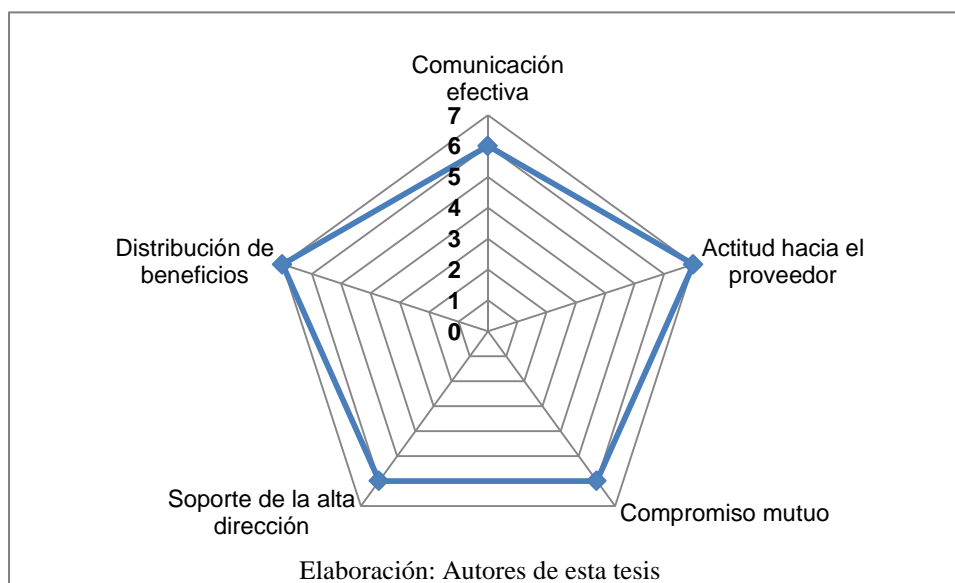 Comunicación
efectiva
7
6
5
4
3
2
1
0
Actitud hacia el
proveedor
Compromiso mutuo
Soporte de la alta
dirección
Distribución de
beneficios
Elaboración: Autores de esta tesis